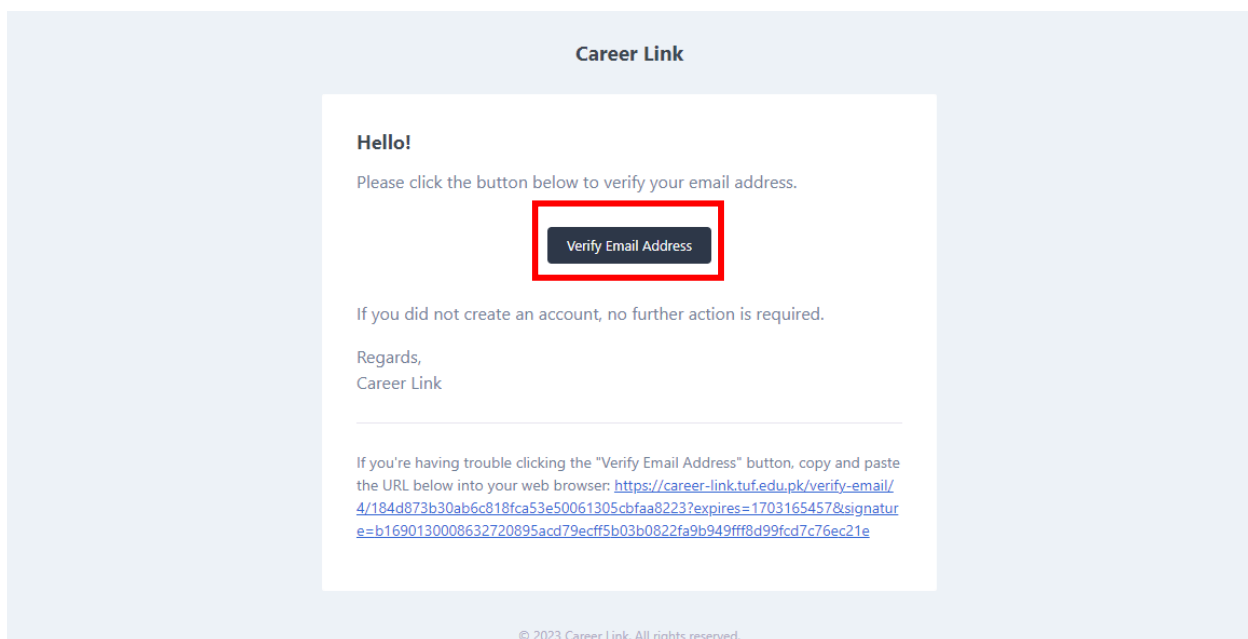 Career Link
Hello!
Please click the button below to verify your email address.
Verify Email Address
If you did not create an account, no further action is required.
Regards,
Career Link
If you're having trouble clicking the "Verify Email Address" button, copy and paste
the URL below into your web browser: https://career-link.tuf.edu.pk/verify-email/
4/184d873b30ab6c818fca53e50061305cbfaa8223?expires=1703165457&signatur
e=b1690130008632720895acd79ecff5b03b0822fa9b949fff8d99fcd7c76ec21e
© 2023 Career Link. All rights reserved.